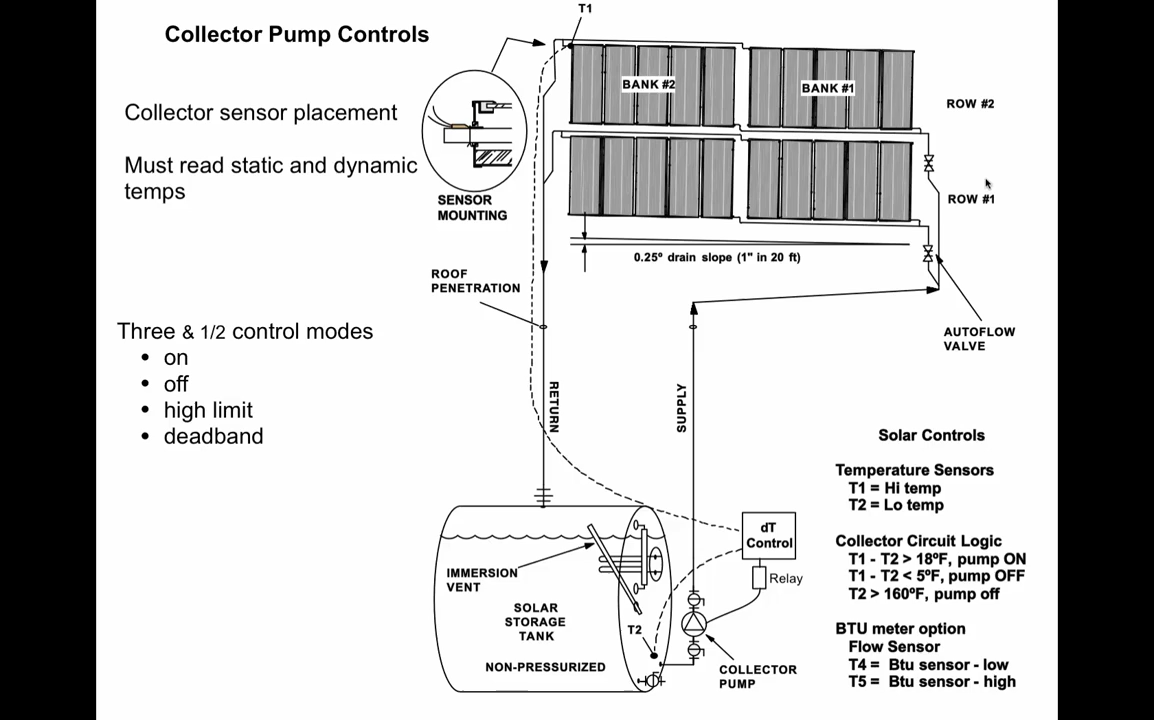 Collector Pump Controls
Collector sensor placement
Must read static and dynamic
temps
Three & 1/2 control modes
• on
• off
• high limit
• deadband
T1
BANK #2
BANK #1
ROW #2
ROW #1
SENSOR
MOUNTING
0.25º drain slope (1" in 20 ft)
ROOF
PENETRATION
AUTOFLOW
VALVE
RETURN
SUPPLY
IMMERSION
VENT
SOLAR
STORAGE
TANK
NON-PRESSURIZED
T2
dT
Control
Relay
COLLECTOR
PUMP
Solar Controls
Temperature Sensors
T1 = Hi temp
T2 = Lo temp
Collector Circuit Logic
T1 - T2 > 18ºF, pump ON
T1 - T2 < 5ºF, pump OFF
T2 > 160ºF, pump off
BTU meter option
Flow Sensor
T4 = Btu sensor - low
T5 = Btu sensor - high